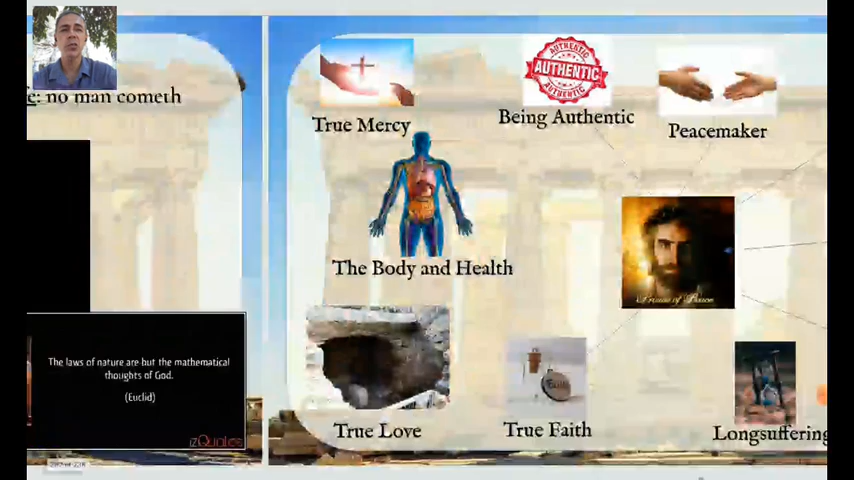 e: no man cometh
The laws of nature are but the mathematical
thoughts of God.
(Euclid)
izQuotes
AUTHENTIC
AUTHENTIC
AUTHENTIC
True Mercy
Being Authentic
Peacemaker
The Body and Health
Prince of Peace
True Love
True Faith
Longsuffering